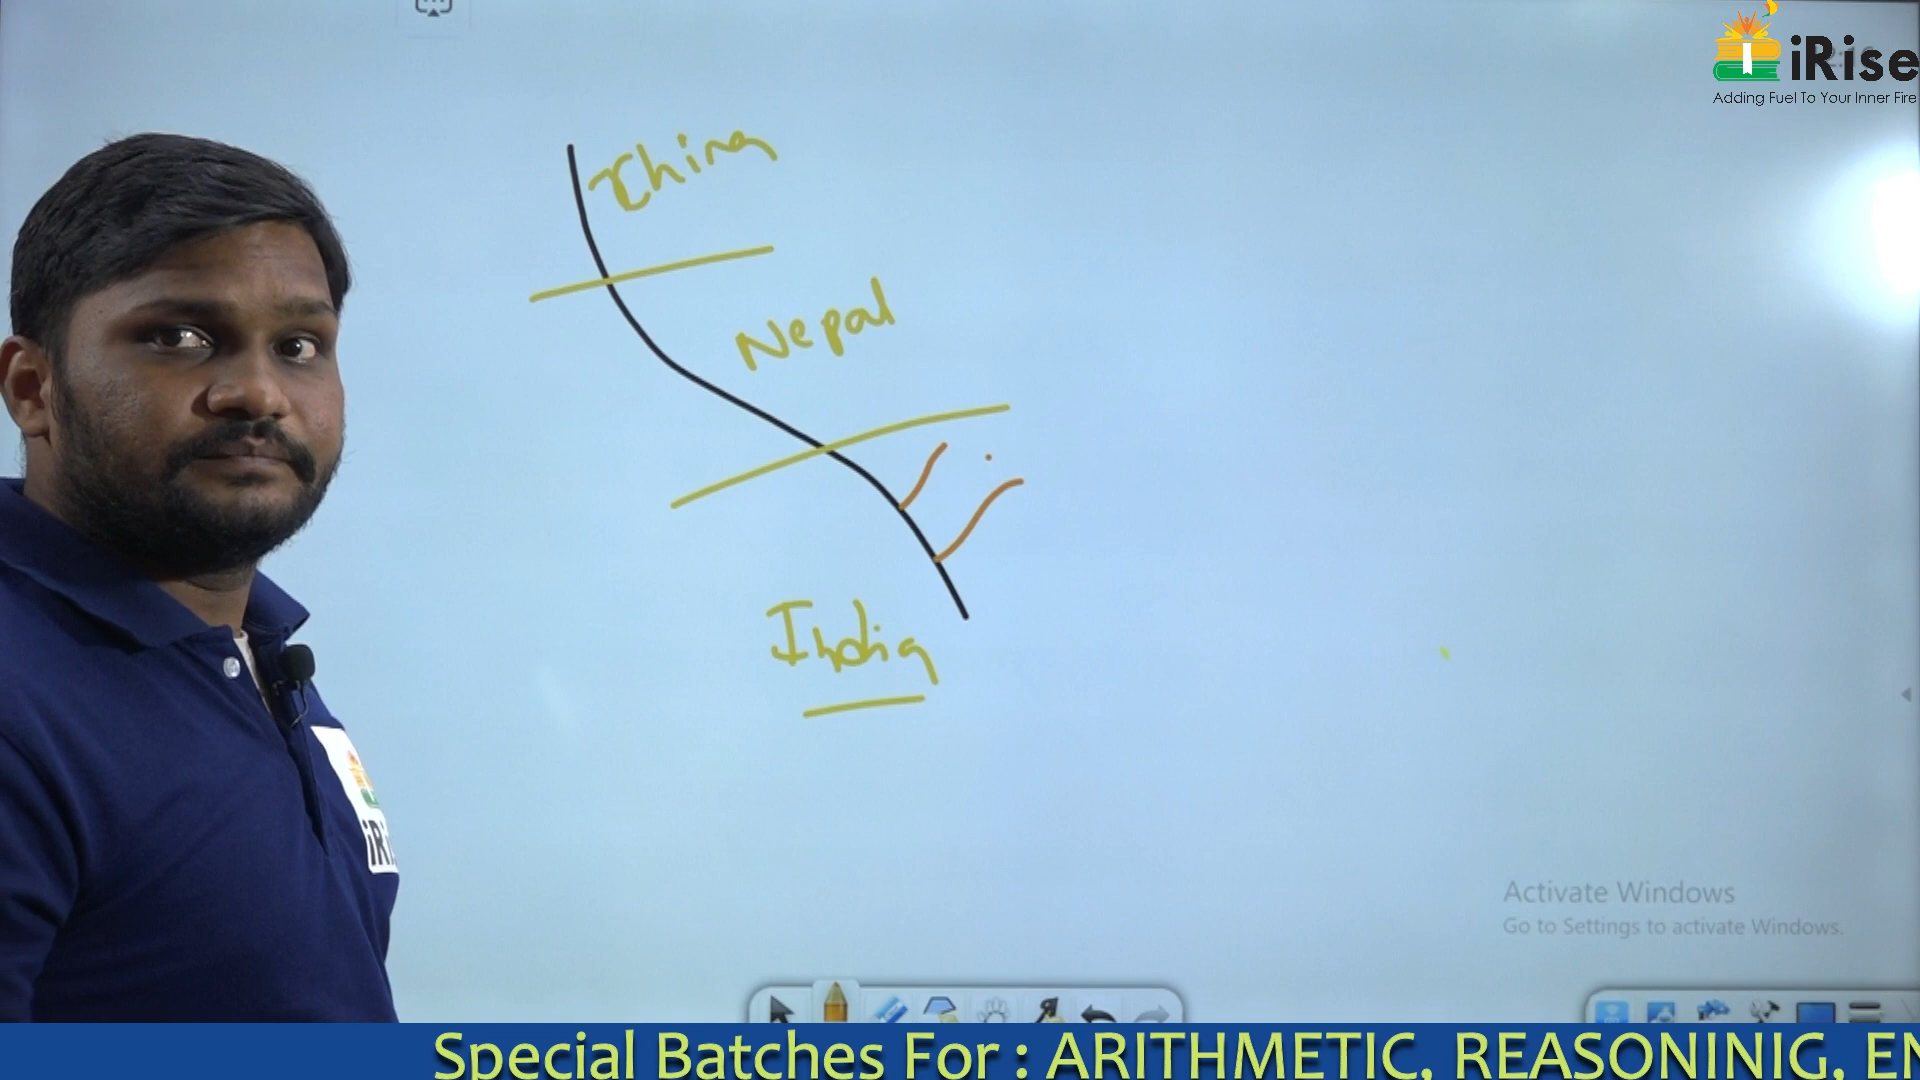 iRise
Adding Fuel To Your Inner Fire
China
Nepal
India
iRi
Activate Windows
Go to Settings to activate Windows.
Special Batches For : ARITHMETIC, REASONINIG, EN